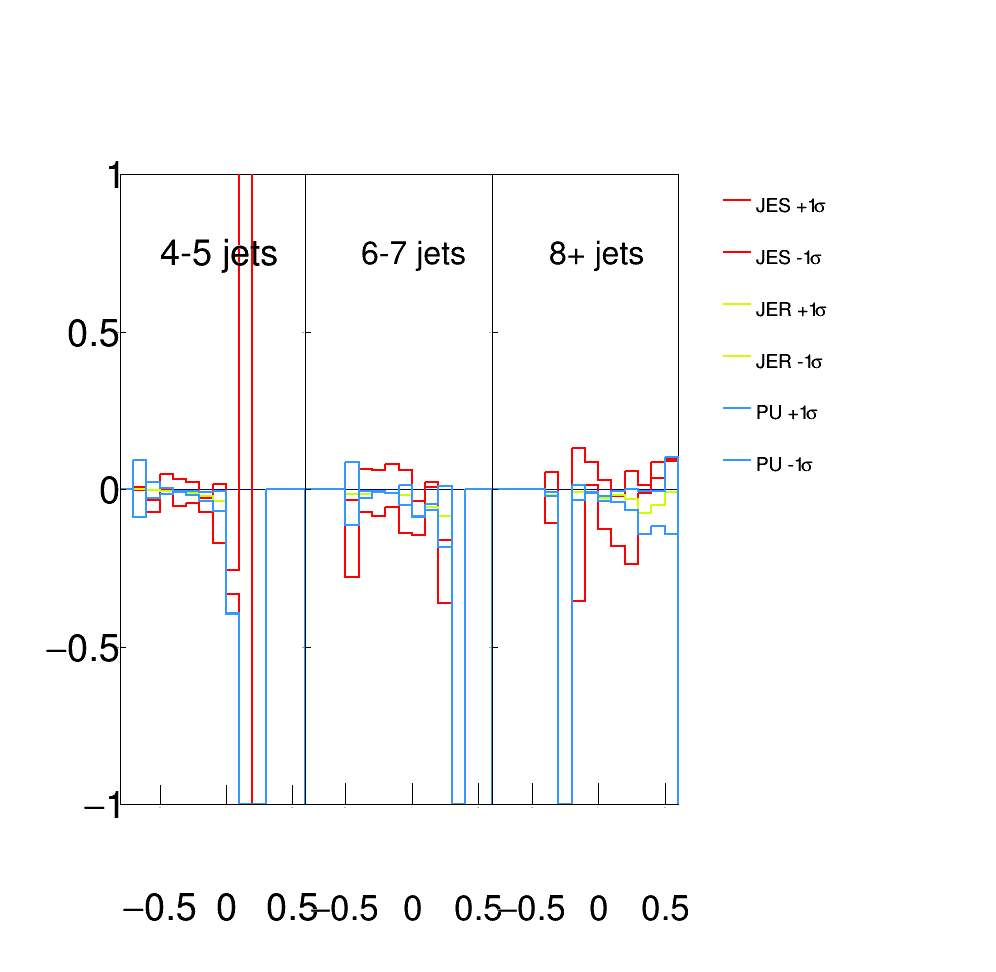 1
4-5 jets
6-7 jets
8+ jets
JES +1σ
JES -1σ
0.5
JER +1σ
JER -1σ
PU +1σ
PU -1σ
0
−0.5
−1
−0.5 0 0.5 −0.5 0 0.5 −0.5 0 0.5